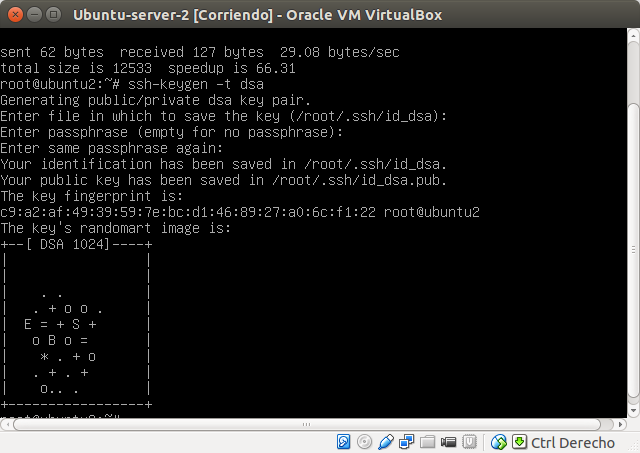 Ubuntu-server-2 [Corriendo] - Oracle VM VirtualBox
sent 62 bytes  received 127 bytes  29.08 bytes/sec
total size is 12533  speedup is 66.31
root@ubuntu2:~# ssh-keygen -t dsa
Generating public/private dsa key pair.
Enter file in which to save the key (/root/.ssh/id_dsa):
Enter passphrase (empty for no passphrase):
Enter same passphrase again:
Your identification has been saved in /root/.ssh/id_dsa.
Your public key has been saved in /root/.ssh/id_dsa.pub.
The key fingerprint is:
c9:a2:af:49:39:59:7e:bc:d1:46:89:27:a0:6c:f1:22 root@ubuntu2
The key's randomart image is:
+--[ DSA 1024]----+
|                 |
|                 |
|    . .          |
|   . + o o .     |
|  E = + S +      |
|   o B o =       |
|    * . + o      |
|   . + . +       |
|    o.. .        |
+-----------------+
root@ubuntu2:~#
Ctrl Derecho